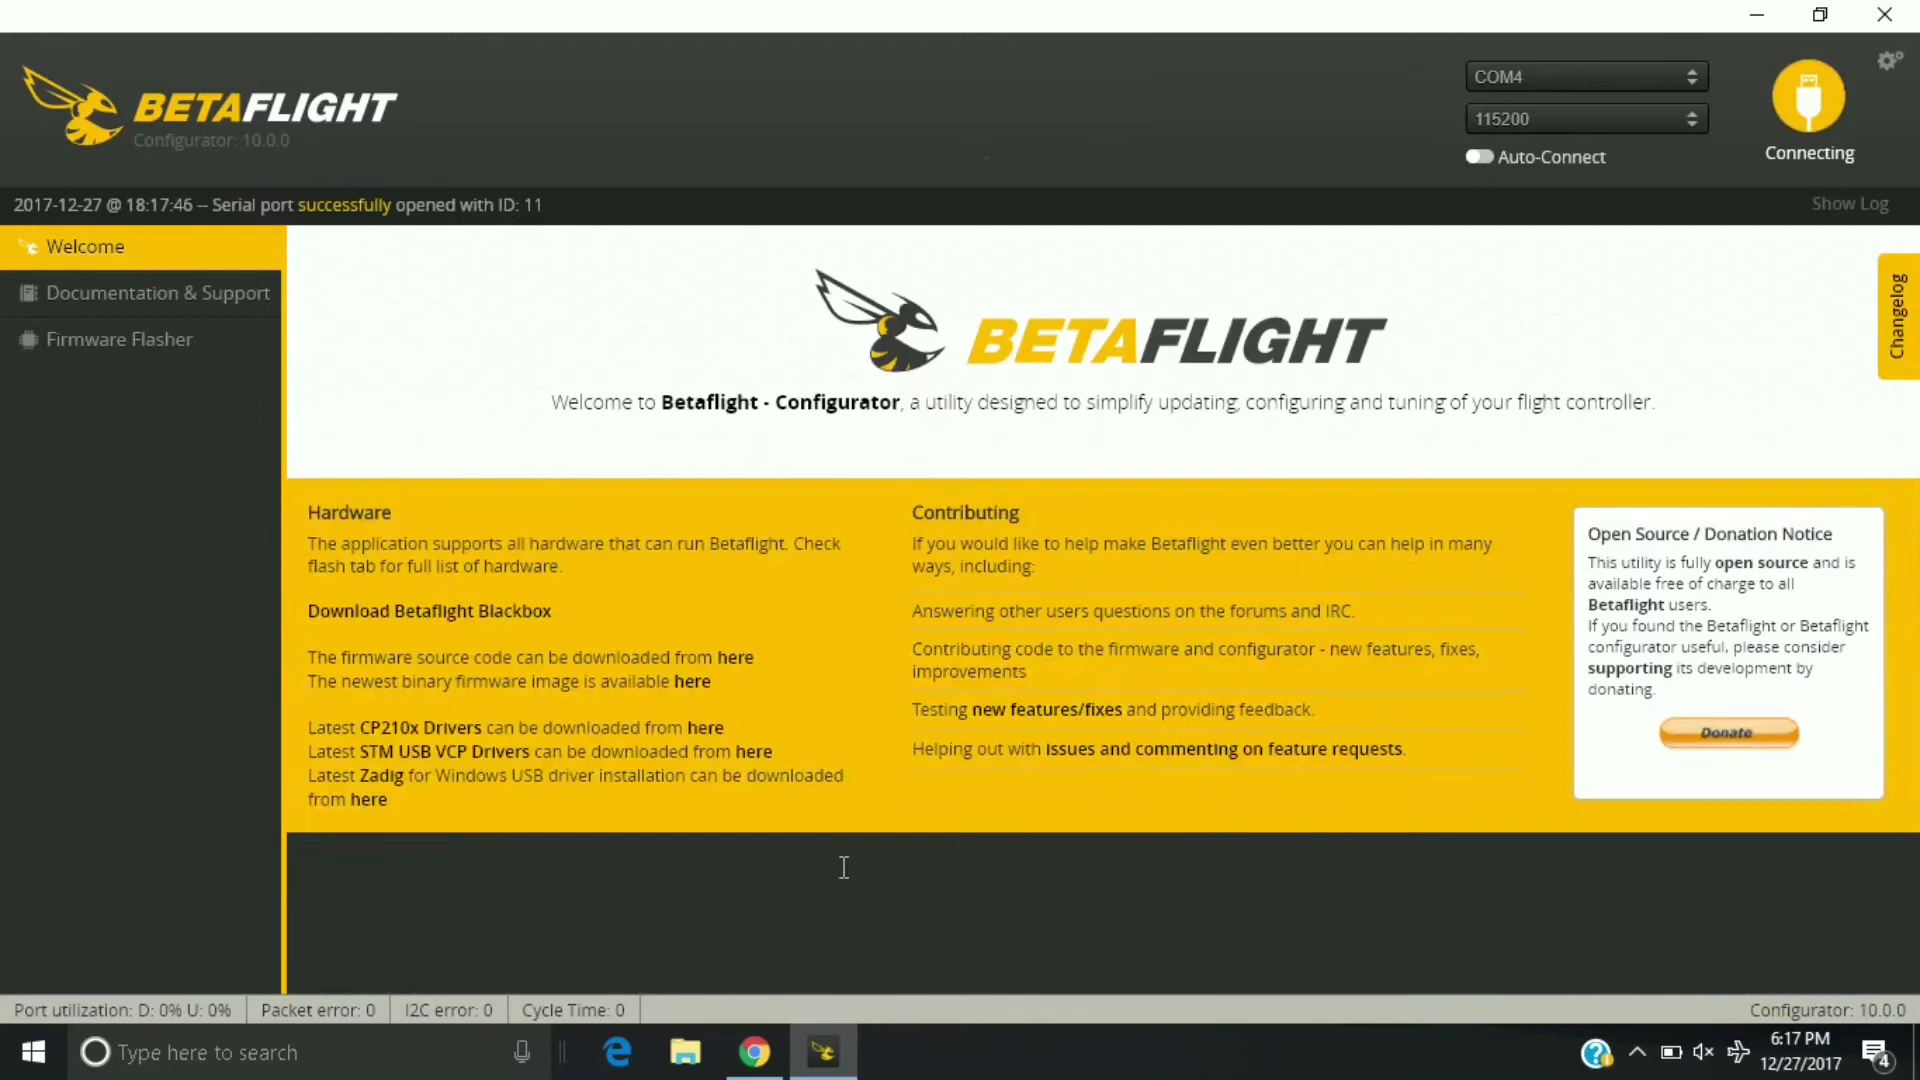 BETAFLIGHT
Configurator: 10.0.0
COM4
115200
Auto-Connect
Connecting
2017-12-27 @ 18:17:46 -- Serial port successfully opened with ID: 11
Show Log
Welcome
Documentation & Support
Firmware Flasher
BETAFLIGHT
Welcome to Betaflight - Configurator, a utility designed to simplify updating, configuring and tuning of your flight controller.
Changelog
Hardware
The application supports all hardware that can run Betaflight. Check
flash tab for full list of hardware.
Download Betaflight Blackbox
The firmware source code can be downloaded from here
The newest binary firmware image is available here
Latest CP210x Drivers can be downloaded from here
Latest STM USB VCP Drivers can be downloaded from here
Latest Zadig for Windows USB driver installation can be downloaded
from here
Contributing
If you would like to help make Betaflight even better you can help in many
ways, including:
Answering other users questions on the forums and IRC.
Contributing code to the firmware and configurator - new features, fixes,
improvements
Testing new features/fixes and providing feedback.
Helping out with issues and commenting on feature requests.
Open Source / Donation Notice
This utility is fully open source and is
available free of charge to all
Betaflight users.
If you found the Betaflight or Betaflight
configurator useful, please consider
supporting its development by
donating.
Donate
Port utilization: D: 0% U: 0%
Packet error: 0
I2C error: 0
Cycle Time: 0
Configurator: 10.0.0
Type here to search
6:17 PM
12/27/2017
4